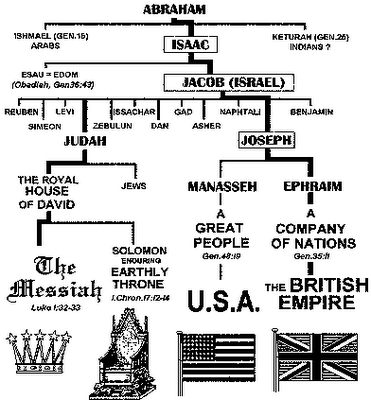 ABRAHAM
ISHMAEL (GEN.16)
ARABS
KETURAH (GEN.25)
INDIANS ?
ISAAC
ESAU = EDOM
(Obadiah, Gen36:43)
JACOB (ISRAEL)
REUBEN
LEVI
ISSACHAR
GAD
NAPHTALI
BENJAMIN
SIMEON
ZEBULUN
DAN
ASHER
JUDAH
JOSEPH
THE ROYAL
HOUSE
OF DAVID
JEWS
MANASSEH
EPHRAIM
A
GREAT
PEOPLE
Gen.48:19
A
COMPANY
OF NATIONS
Gen.35:11
The
Messiah
Luke 1:32-33
SOLOMON
ENDURING
EARTHLY
THRONE
I.Chron.17:12-14
U.S.A.
THE BRITISH
EMPIRE